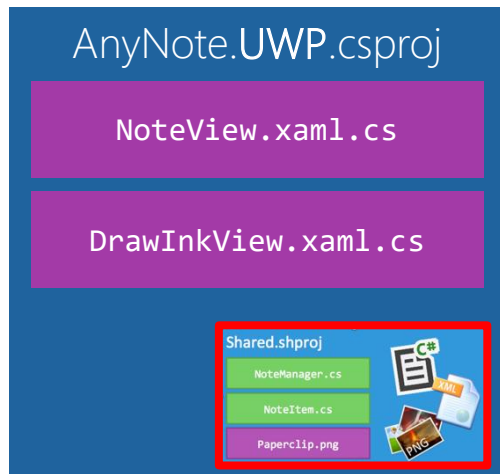 AnyNote.UWP.csproj
NoteView.xaml.cs
DrawInkView.xaml.cs
Shared.shproj
NoteManager.cs
NoteItem.cs
Paperclip.png
C#
XML
PNG